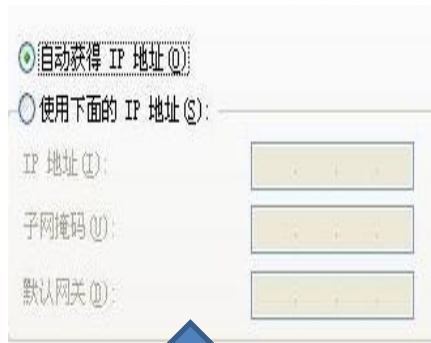 自动获得 IP 地址(O)
使用下面的 IP 地址(S):
IP 地址(I):
子网掩码(U):
默认网关(D):